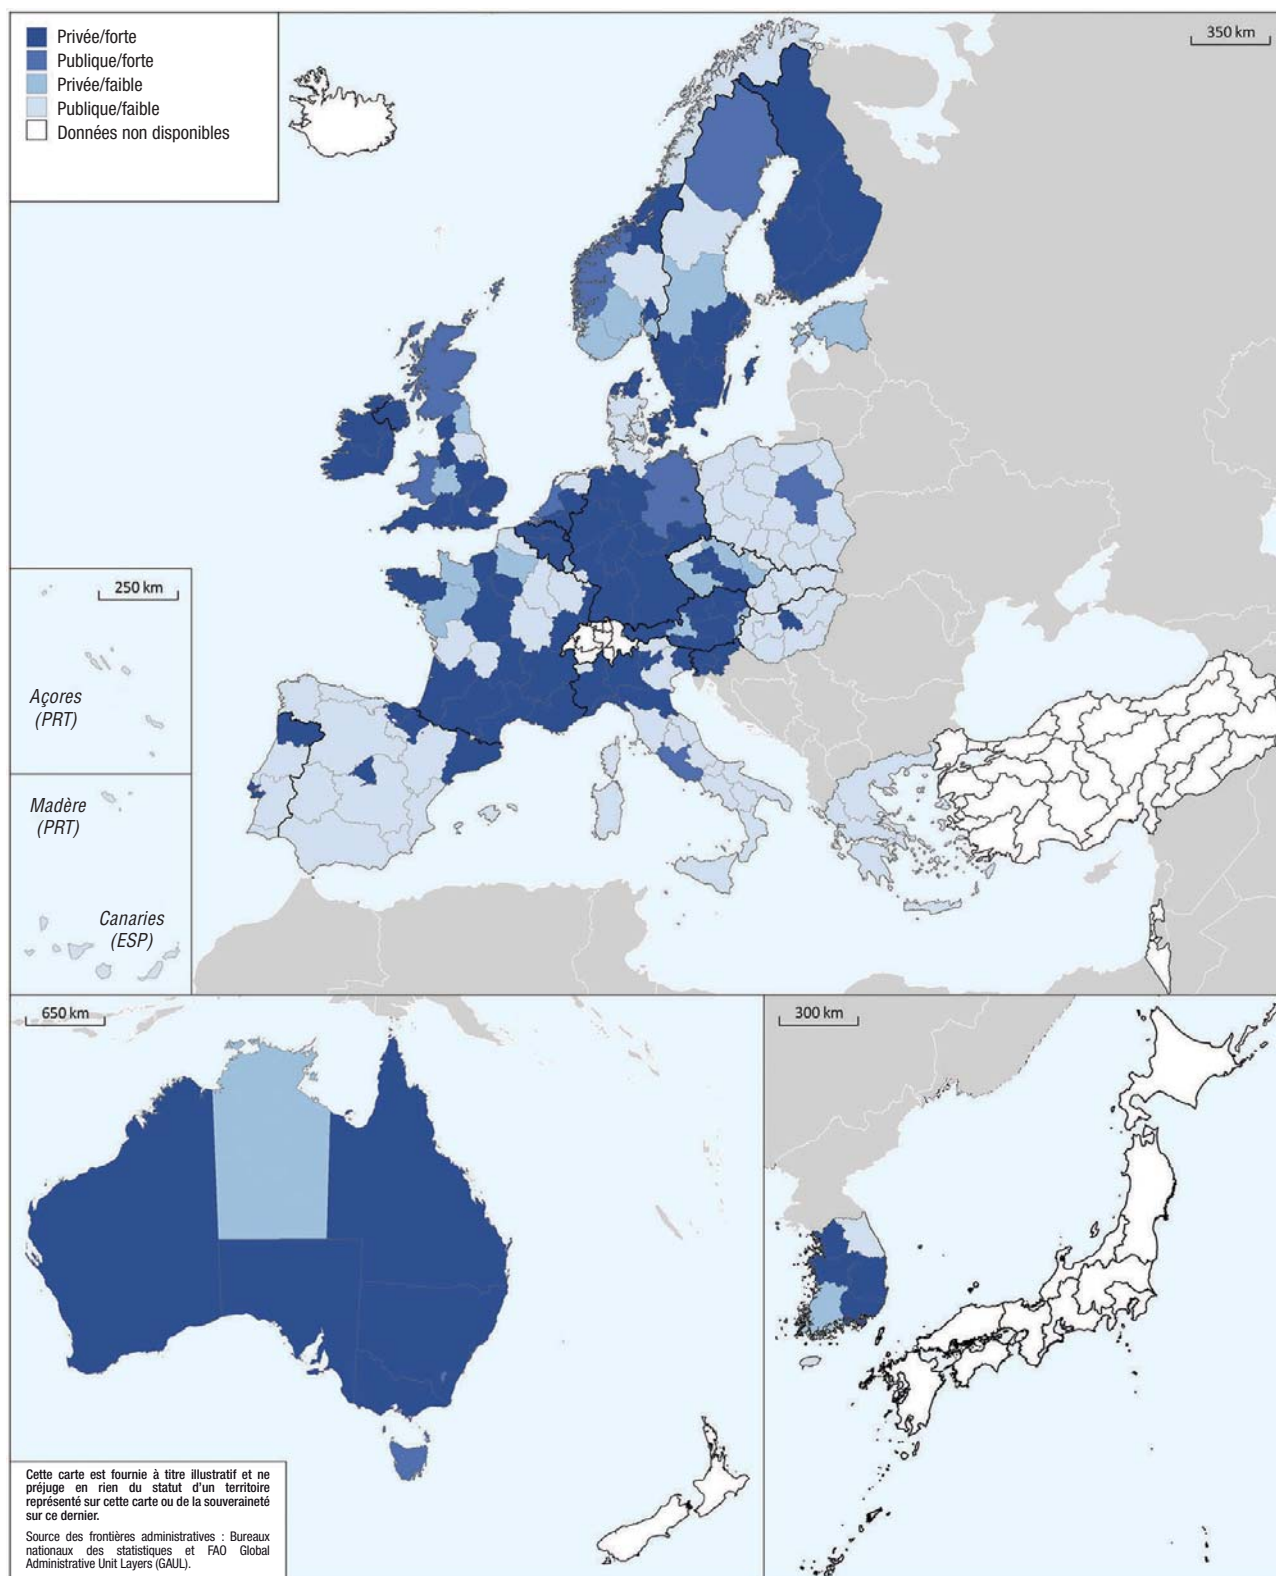 Privée/forte
Publique/forte
Privée/faible
Publique/faible
Données non disponibles
350 km
250 km
Açores
(PRT)
Madère
(PRT)
Canaries
(ESP)
650 km
300 km
Cette carte est fournie à titre illustratif et ne
préjuge en rien du statut d'un territoire
représenté sur cette carte ou de la souveraineté
sur ce dernier.
Source des frontières administratives : Bureaux
nationaux des statistiques et FAO Global
Administrative Unit Layers (GAUL).